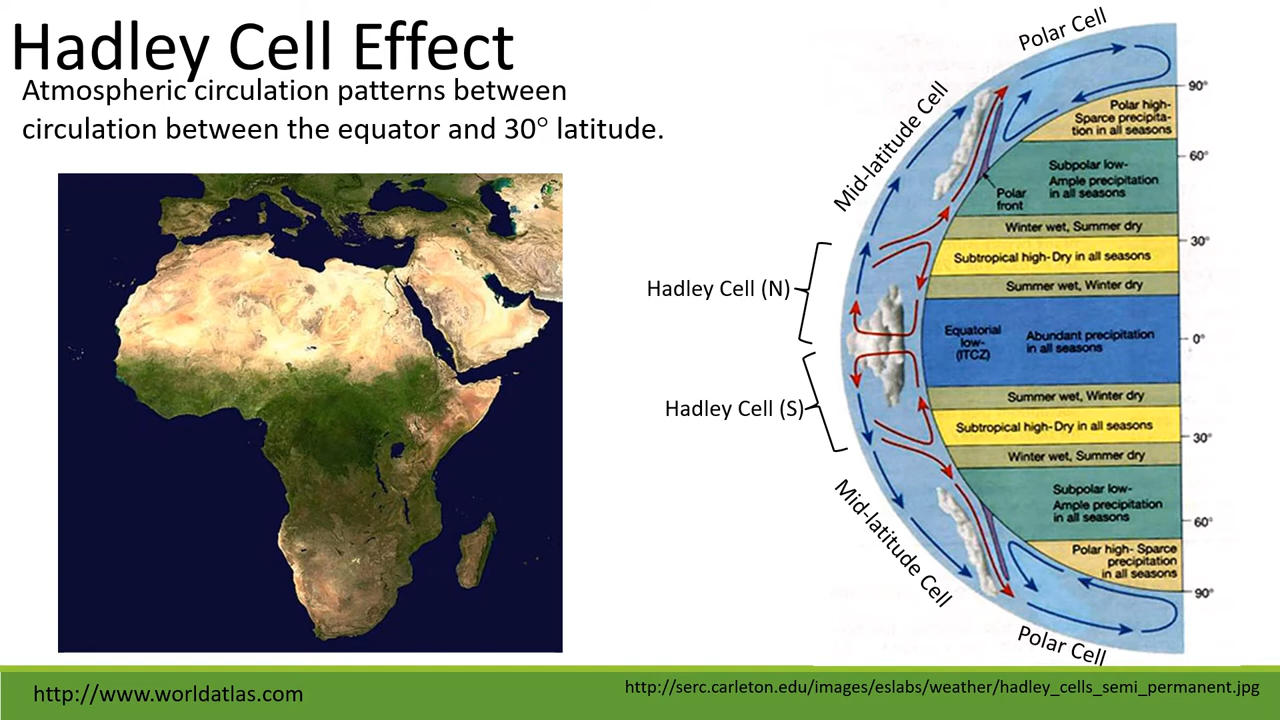 Hadley Cell Effect
Atmospheric circulation patterns between
circulation between the equator and 30° latitude.
Polar Cell
Mid-latitude Cell
Hadley Cell (N)
Hadley Cell (S)
Mid-latitude Cell
Polar Cell
90°
Polar high-
Sparce precipita-
tion in all seasons
60°
Subpolar low-
Ample precipitation
in all seasons
Polar
front
Winter wet, Summer dry
30°
Subtropical high-Dry in all seasons
Summer wet, Winter dry
Equatorial
low-
(ITCZ)
Abundant precipitation
in all seasons
0°
Summer wet, Winter dry
Subtropical high-Dry in all seasons
30°
Winter wet, Summer dry
Subpolar low-
Ample precipitation
in all seasons
60°
Polar high- Sparce
precipitation
in all seasons
90°
http://www.worldatlas.com
http://serc.carleton.edu/images/eslabs/weather/hadley_cells_semi_permanent.jpg